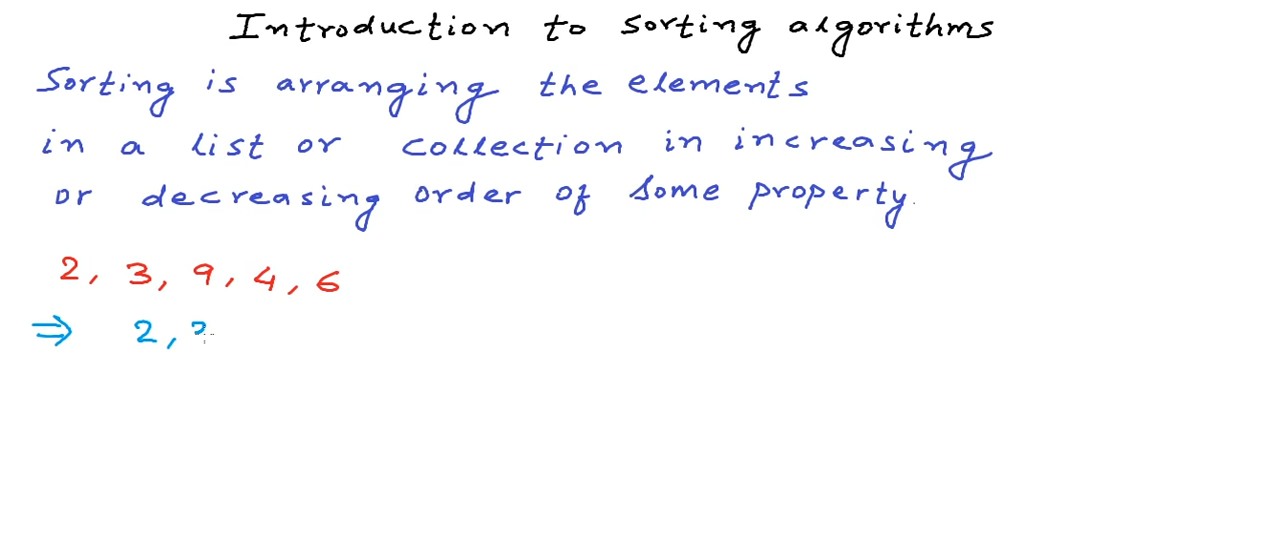 Introduction to sorting algorithms
Sorting is arranging the elements
in a list or collection in increasing
or decreasing order of some property.
2, 3, 9, 4, 6
⇒ 2,